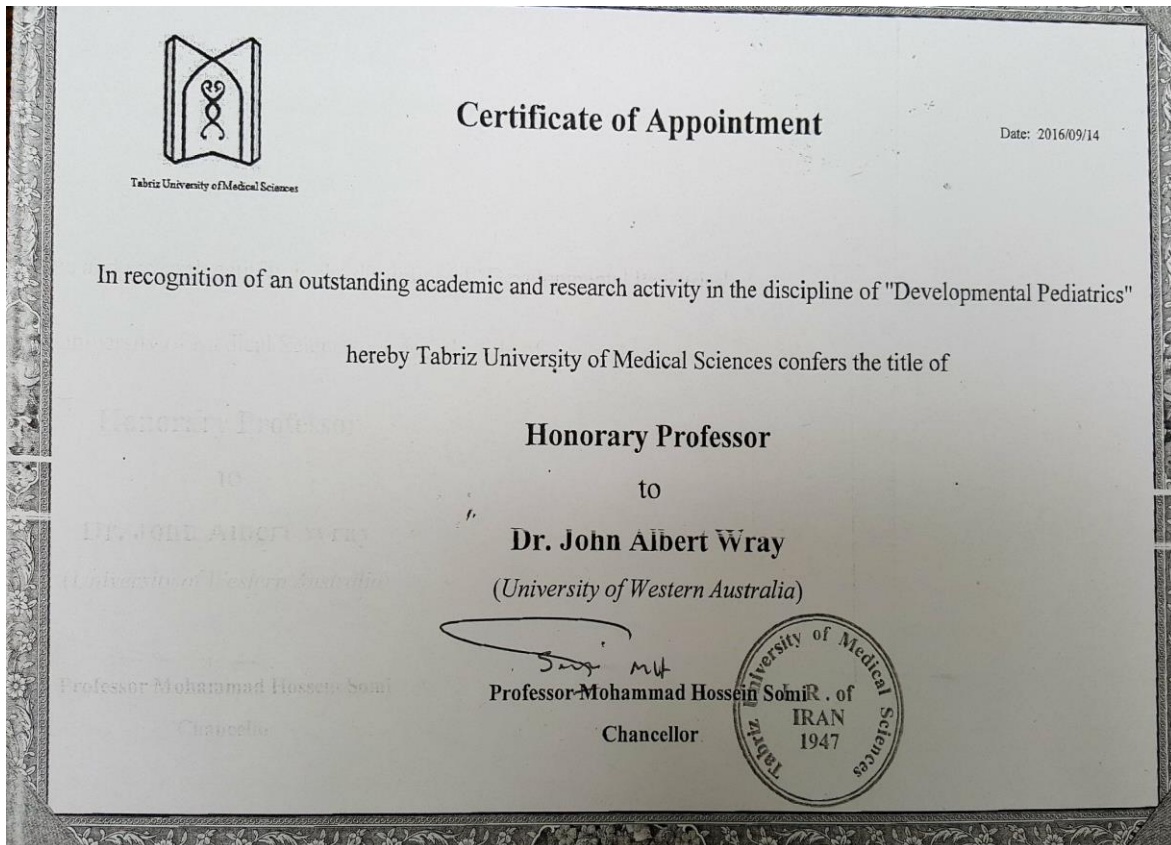 Tabriz University of Medical Sciences
Certificate of Appointment
Date: 2016/09/14
In recognition of an outstanding academic and research activity in the discipline of "Developmental Pediatrics"
hereby Tabriz University of Medical Sciences confers the title of
Honorary Professor
to
Dr. John Albert Wray
(University of Western Australia)
Professor Mohammad Hossein Somi
Chancellor
Tabriz University of Medical Sciences
R. of
IRAN
1947